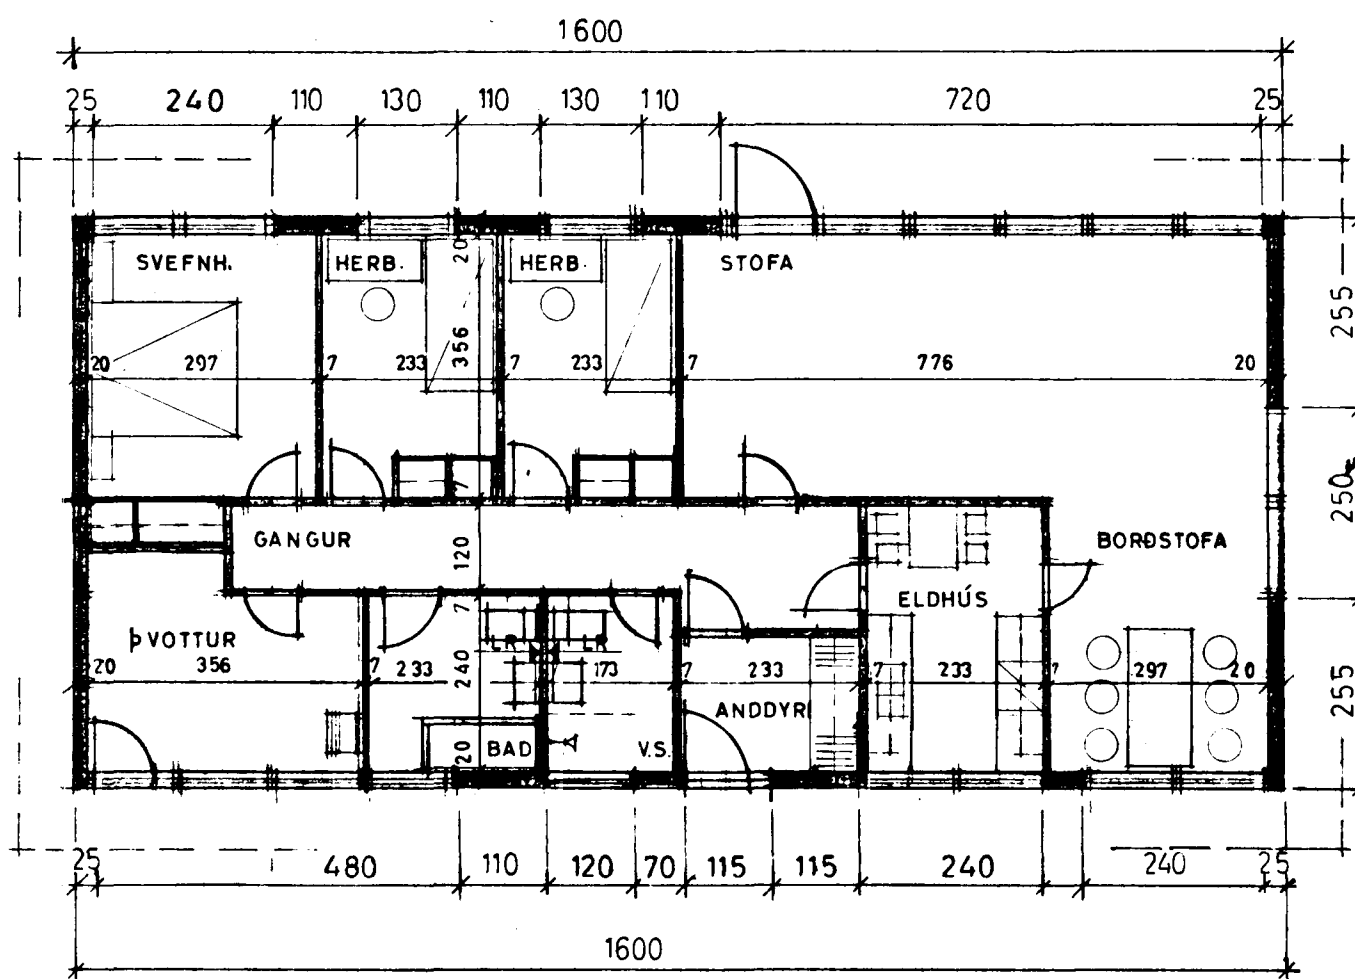 1600
25 240 110 130 110 130 110 720 25
SVEFNH.
HERB.
HERB.
STOFA
20
255
356
20 297 7 233 7 233 7 776 20
7
250
GANGUR
120
BORÐSTOFA
ELDHÚS
7
ÞVOTTUR
LR LR
20 356 7 233 240 173 7 233 7 233 7 297 20
255
ANDDYRI
BAD
V.S.
20
25 480 110 120 70 115 115 240 240 25
1600